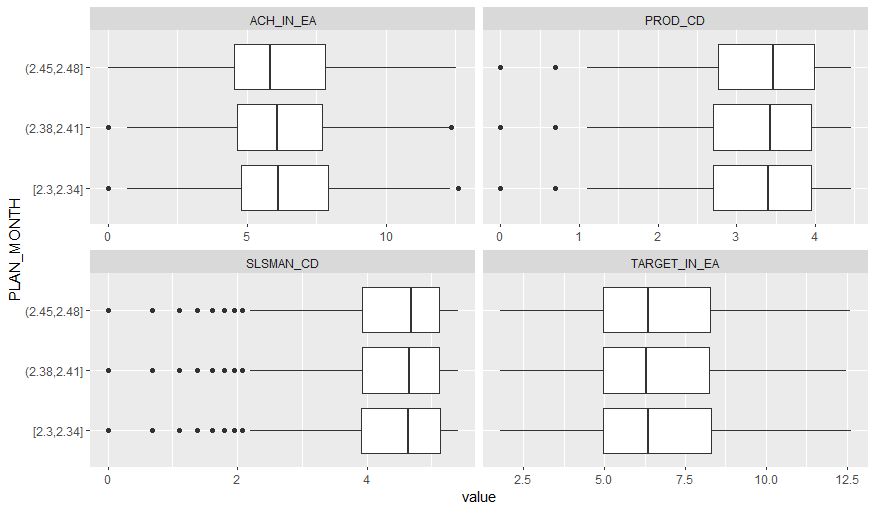 ACH_IN_EA PROD_CD
(2.45,2.48]
(2.38,2.41]
[2.3,2.34]
0 5 10 0 1 2 3 4
PLAN_MONTH
SLSMAN_CD TARGET_IN_EA
(2.45,2.48]
(2.38,2.41]
[2.3,2.34]
0 2 4 2.5 5.0 7.5 10.0 12.5
value